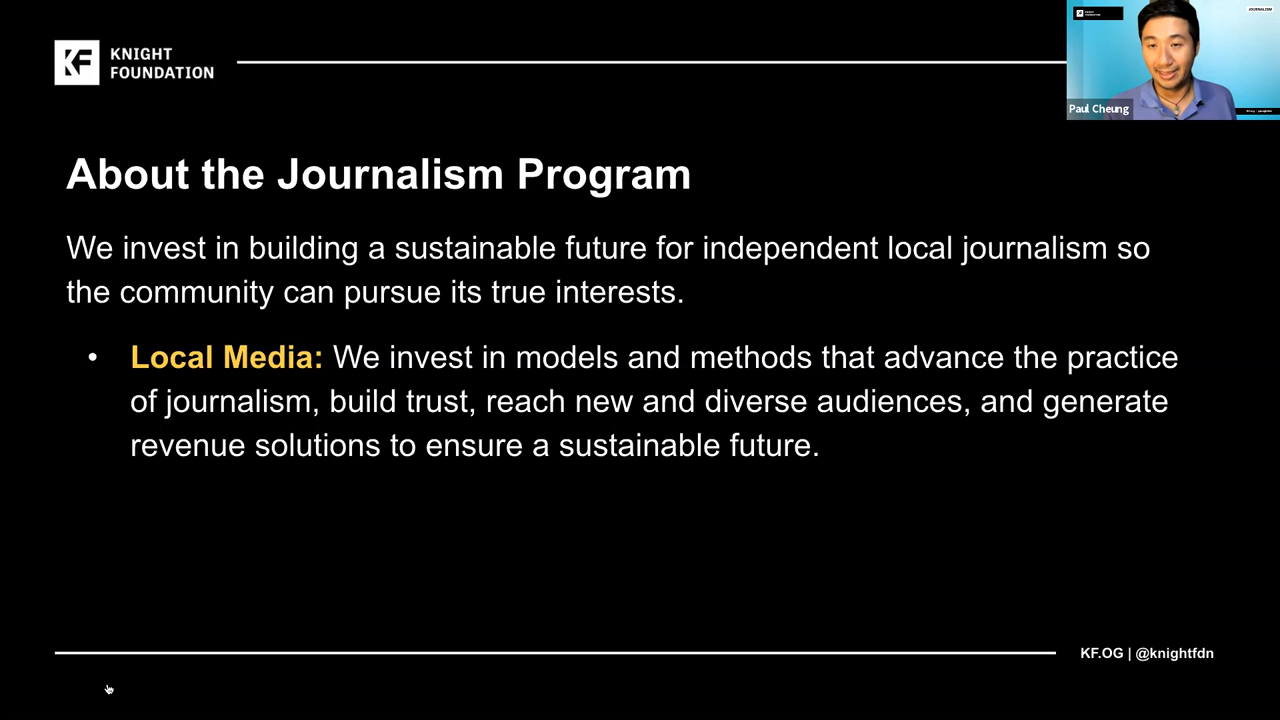 KNIGHT
FOUNDATION
KNIGHT
FOUNDATION
JOURNALISM
Paul Cheung
About the Journalism Program
We invest in building a sustainable future for independent local journalism so
the community can pursue its true interests.
• Local Media: We invest in models and methods that advance the practice
of journalism, build trust, reach new and diverse audiences, and generate
revenue solutions to ensure a sustainable future.
KF.OG | @knightfdn